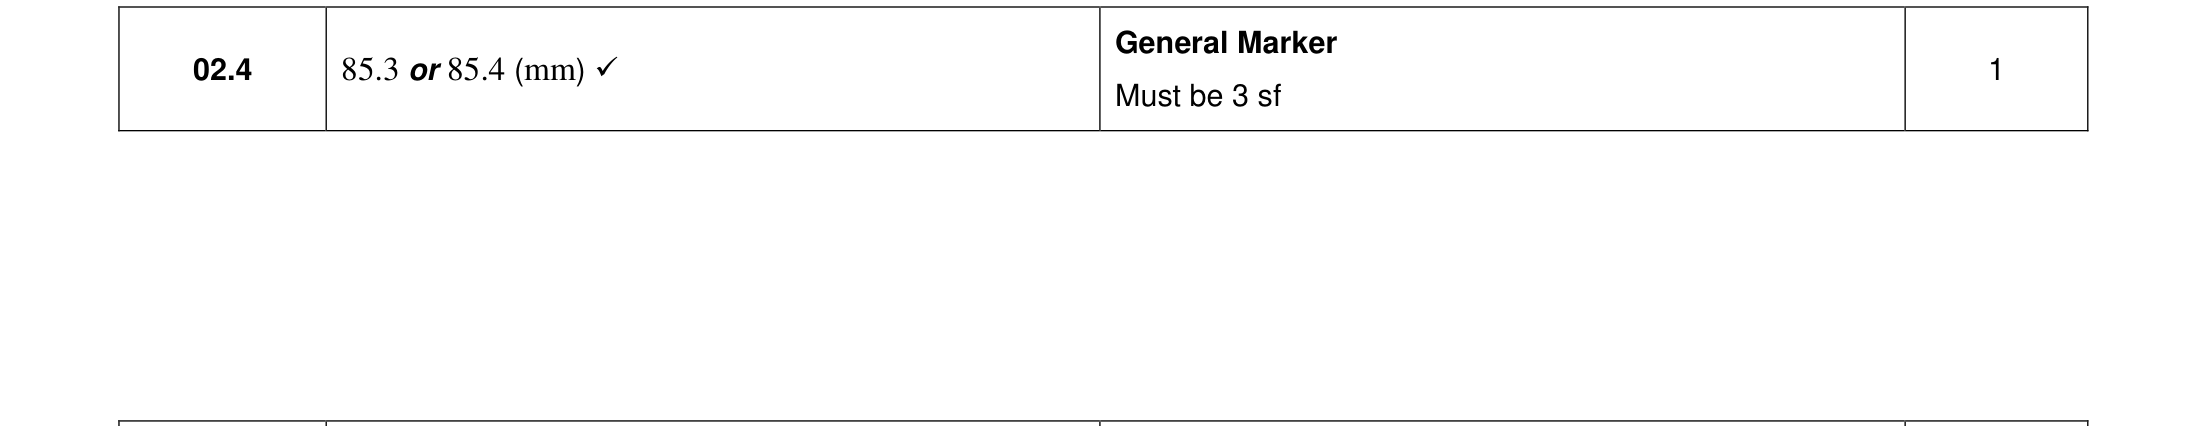 02.4
85.3 or 85.4 (mm) ✓
General Marker
Must be 3 sf
1